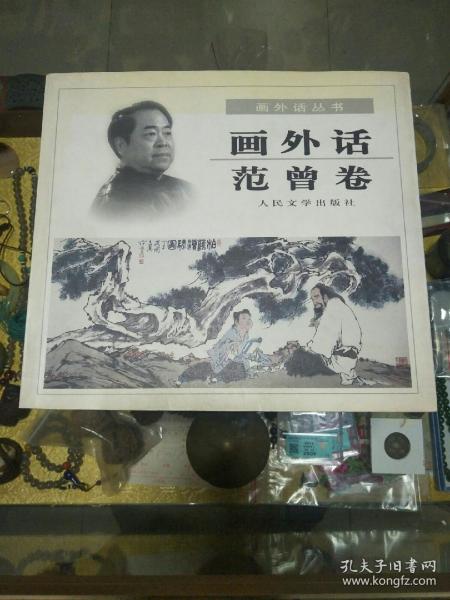 画外话丛书
画外话
范曾卷
人民文学出版社
孔夫子旧书网
www.kongfz.com